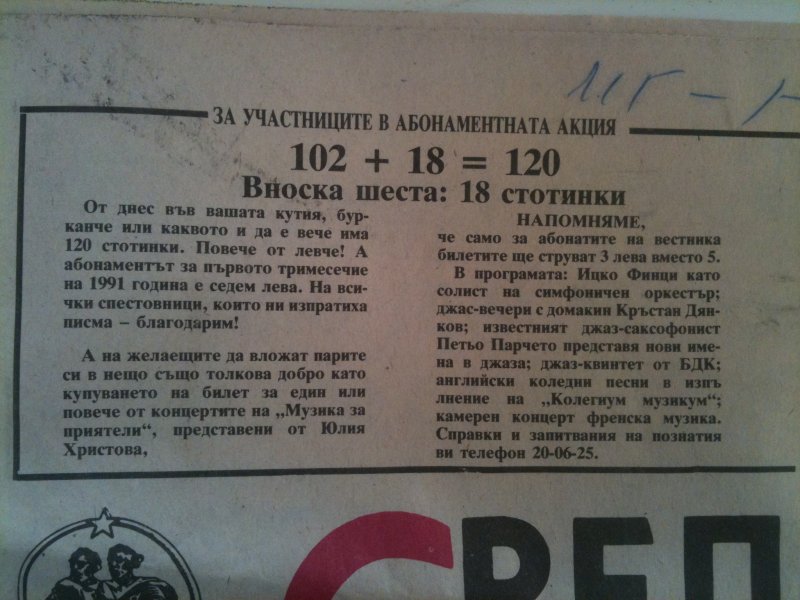 ЗА УЧАСТНИЦИТЕ В АБОНАМЕНТНАТА АКЦИЯ
102 + 18 = 120
Вноска шеста: 18 стотинки
От днес във вашата кутия, бур-
канче или каквото и да е вече има
120 стотинки. Повече от левче! А
абонаментът за първото тримесечие
на 1991 година е седем лева. На вси-
чки спестовници, които ни изпратиха
писма – благодарим!
А на желаещите да вложат парите
си в нещо също толкова добро като
купуването на билет за един или
повече от концертите на „Музика за
приятели“, представени от Юлия
Христова,
НАПОМНЯМЕ,
че само за абонатите на вестника
билетите ще струват 3 лева вместо 5.
В програмата: Ицко Финци като
солист на симфоничен оркестър;
джас-вечери с домакин Кръстан Дян-
ков; известният джаз-саксофонист
Петьо Парчето представя нови име-
на в джаза; джаз-квинтет от БДК;
английски коледни песни в изпъ
лнение на „Колегиум музикум“;
камерен концерт френска музика.
Справки и запитвания на познатия
ви телефон 20-06-25.